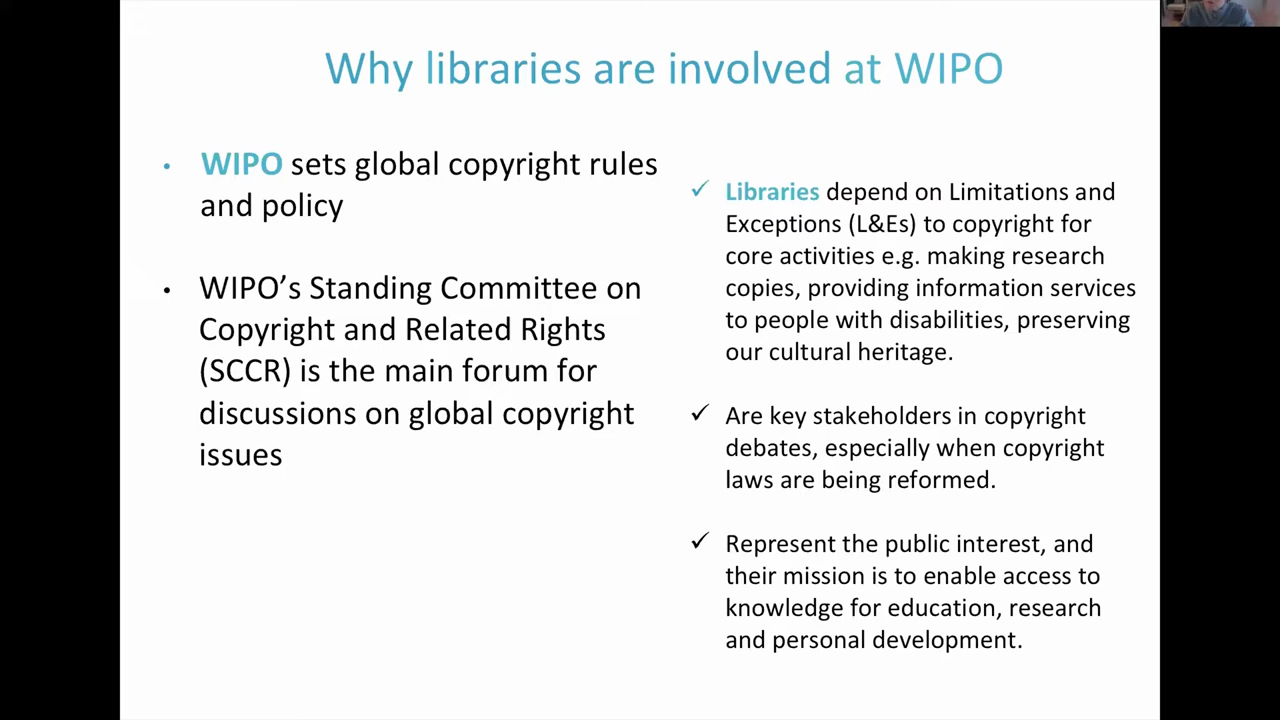 Why libraries are involved at WIPO
• WIPO sets global copyright rules
and policy
• WIPO’s Standing Committee on
Copyright and Related Rights
(SCCR) is the main forum for
discussions on global copyright
issues
✓ Libraries depend on Limitations and
Exceptions (L&Es) to copyright for
core activities e.g. making research
copies, providing information services
to people with disabilities, preserving
our cultural heritage.
✓ Are key stakeholders in copyright
debates, especially when copyright
laws are being reformed.
✓ Represent the public interest, and
their mission is to enable access to
knowledge for education, research
and personal development.